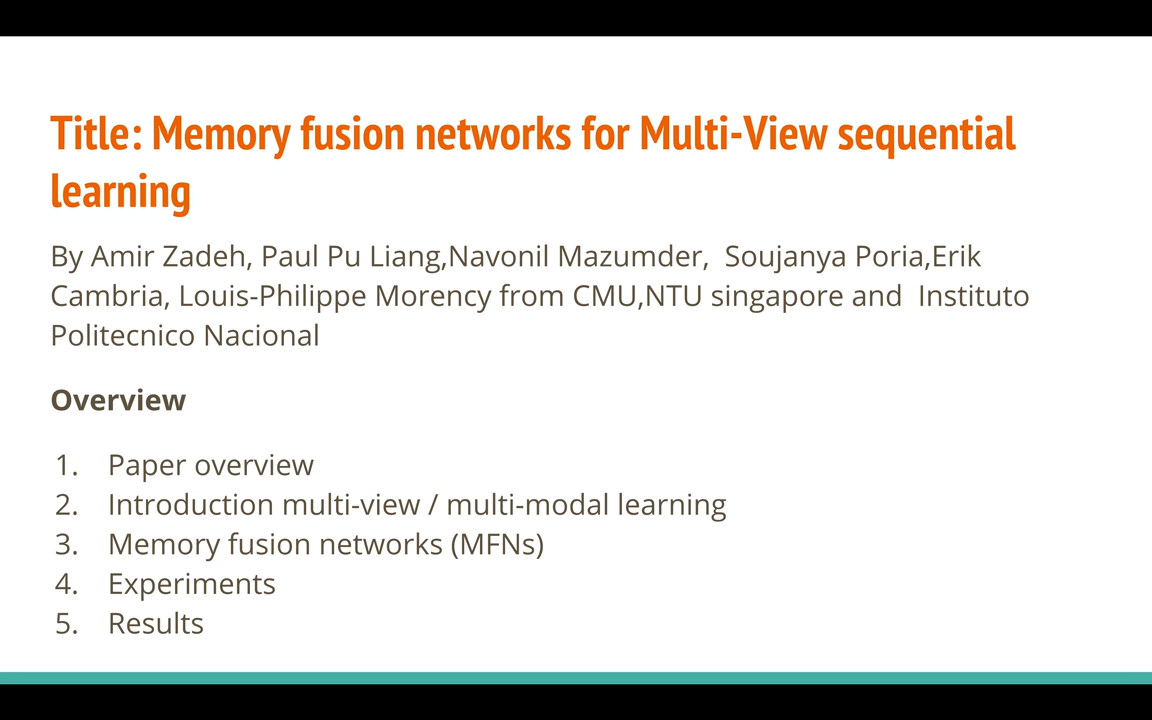 Title: Memory fusion networks for Multi-View sequential
learning
By Amir Zadeh, Paul Pu Liang,Navonil Mazumder,  Soujanya Poria,Erik
Cambria, Louis-Philippe Morency from CMU,NTU singapore and  Instituto
Politecnico Nacional
Overview
1. Paper overview
2. Introduction multi-view / multi-modal learning
3. Memory fusion networks (MFNs)
4. Experiments
5. Results